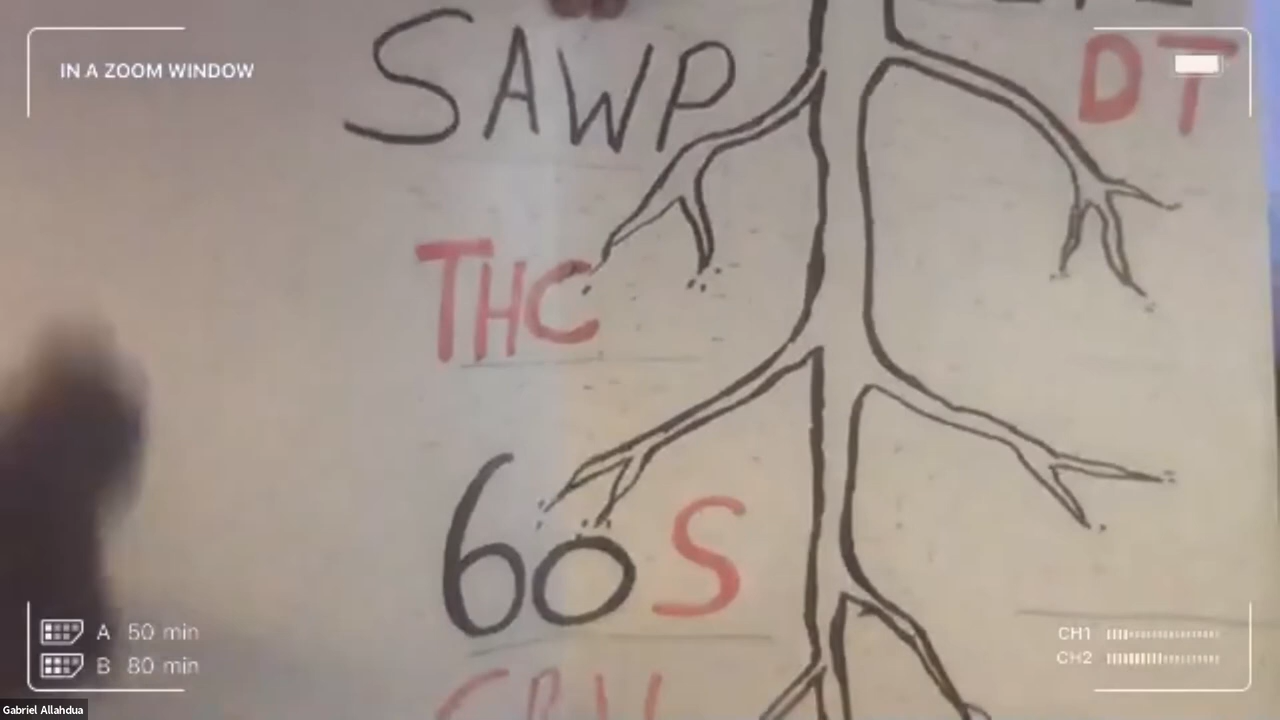 SAWP
IN A ZOOM WINDOW
DT
THC
60S
A 50 min
B 80 min
CH1
CH2
Gabriel Allahdua